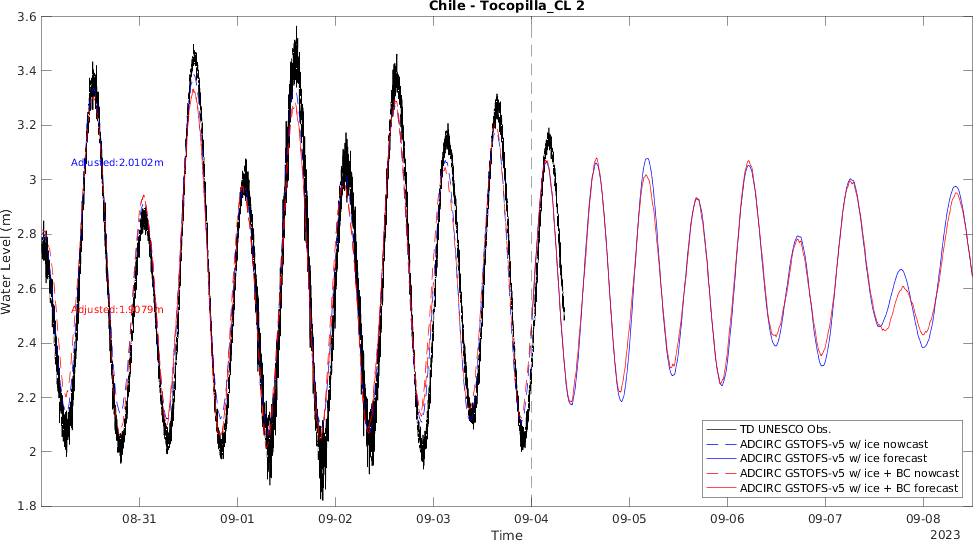 Chile - Tocopilla_CL 2
3.6
3.4
3.2
3
2.8
2.6
2.4
2.2
2
1.8
Water Level (m)
Adjusted:2.0102m
Adjusted:1.9079m
TD UNESCO Obs.
ADCIRC GSTOFS-v5 w/ ice nowcast
ADCIRC GSTOFS-v5 w/ ice forecast
ADCIRC GSTOFS-v5 w/ ice + BC nowcast
ADCIRC GSTOFS-v5 w/ ice + BC forecast
08-31 09-01 09-02 09-03 09-04 09-05 09-06 09-07 09-08
Time
2023